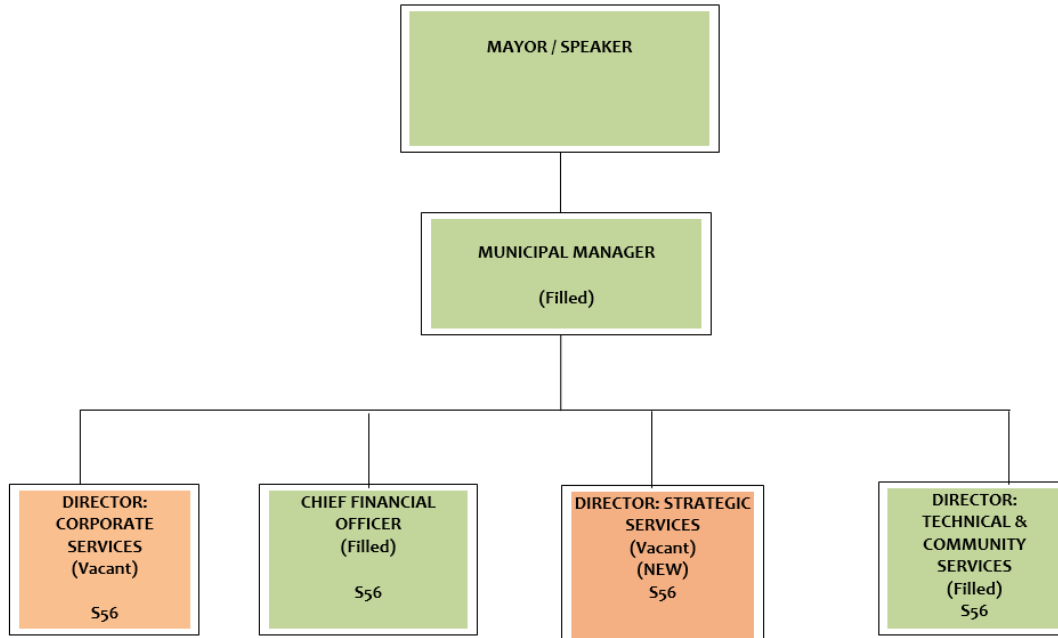 MAYOR / SPEAKER
MUNICIPAL MANAGER
(Filled)
DIRECTOR:
CORPORATE
SERVICES
(Vacant)
S56
CHIEF FINANCIAL
OFFICER
(Filled)
S56
DIRECTOR: STRATEGIC
SERVICES
(Vacant)
(NEW)
S56
DIRECTOR:
TECHNICAL &
COMMUNITY
SERVICES
(Filled)
S56